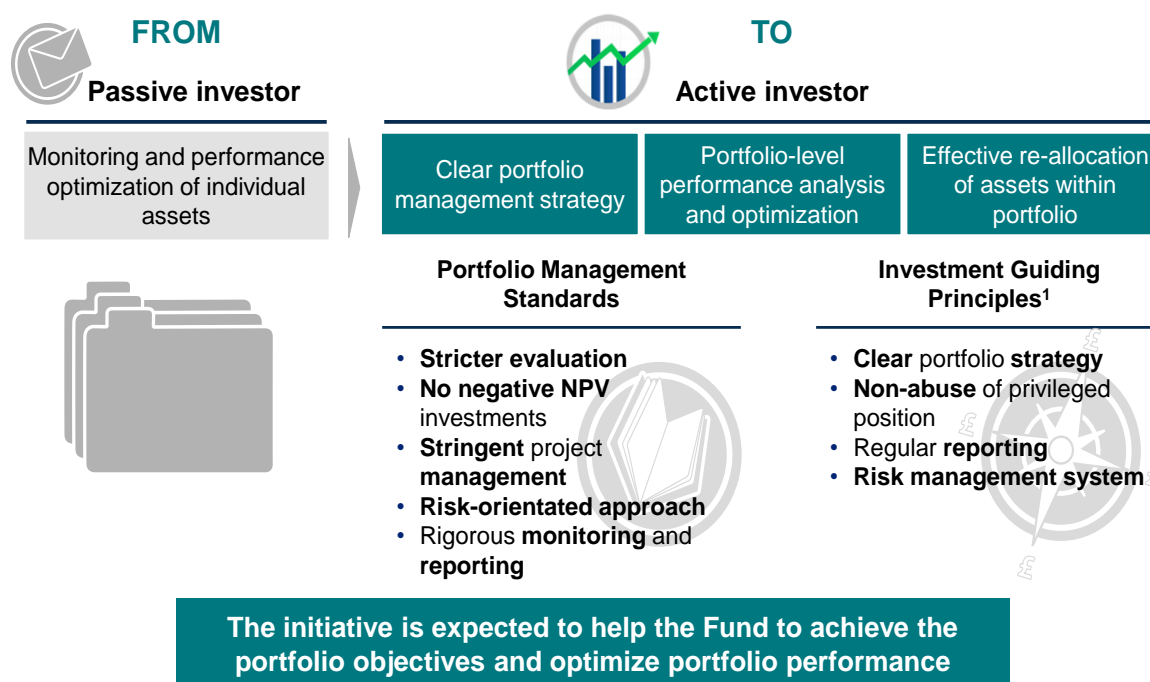 FROM
Passive investor
Monitoring and performance
optimization of individual
assets
TO
Active investor
Clear portfolio
management strategy
Portfolio-level
performance analysis
and optimization
Effective re-allocation
of assets within
portfolio
Portfolio Management
Standards
• Stricter evaluation
• No negative NPV
investments
• Stringent project
management
• Risk-orientated approach
• Rigorous monitoring and
reporting
Investment Guiding
Principles¹
• Clear portfolio strategy
• Non-abuse of privileged
position
• Regular reporting
• Risk management system
£
£
£
£
The initiative is expected to help the Fund to achieve the
portfolio objectives and optimize portfolio performance